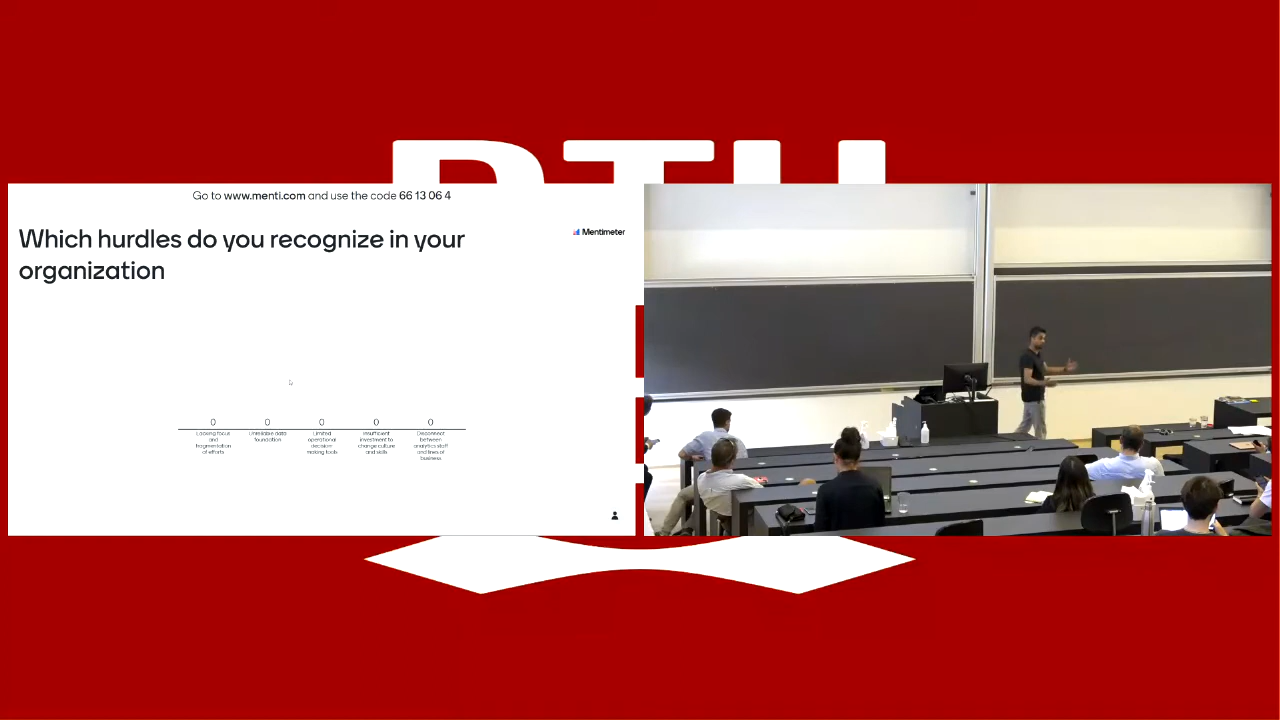 DTU
Go to www.menti.com and use the code 66 13 06 4
Which hurdles do you recognize in your
organization
Mentimeter
0 0 0 0 0
Lacking focus
and
fragmentation
of efforts
Unreliable data
foundation
Limited
operational
decision-
making tools
Insufficient
investment to
change culture
and skills
Disconnect
between
analytics staff
and lines of
business